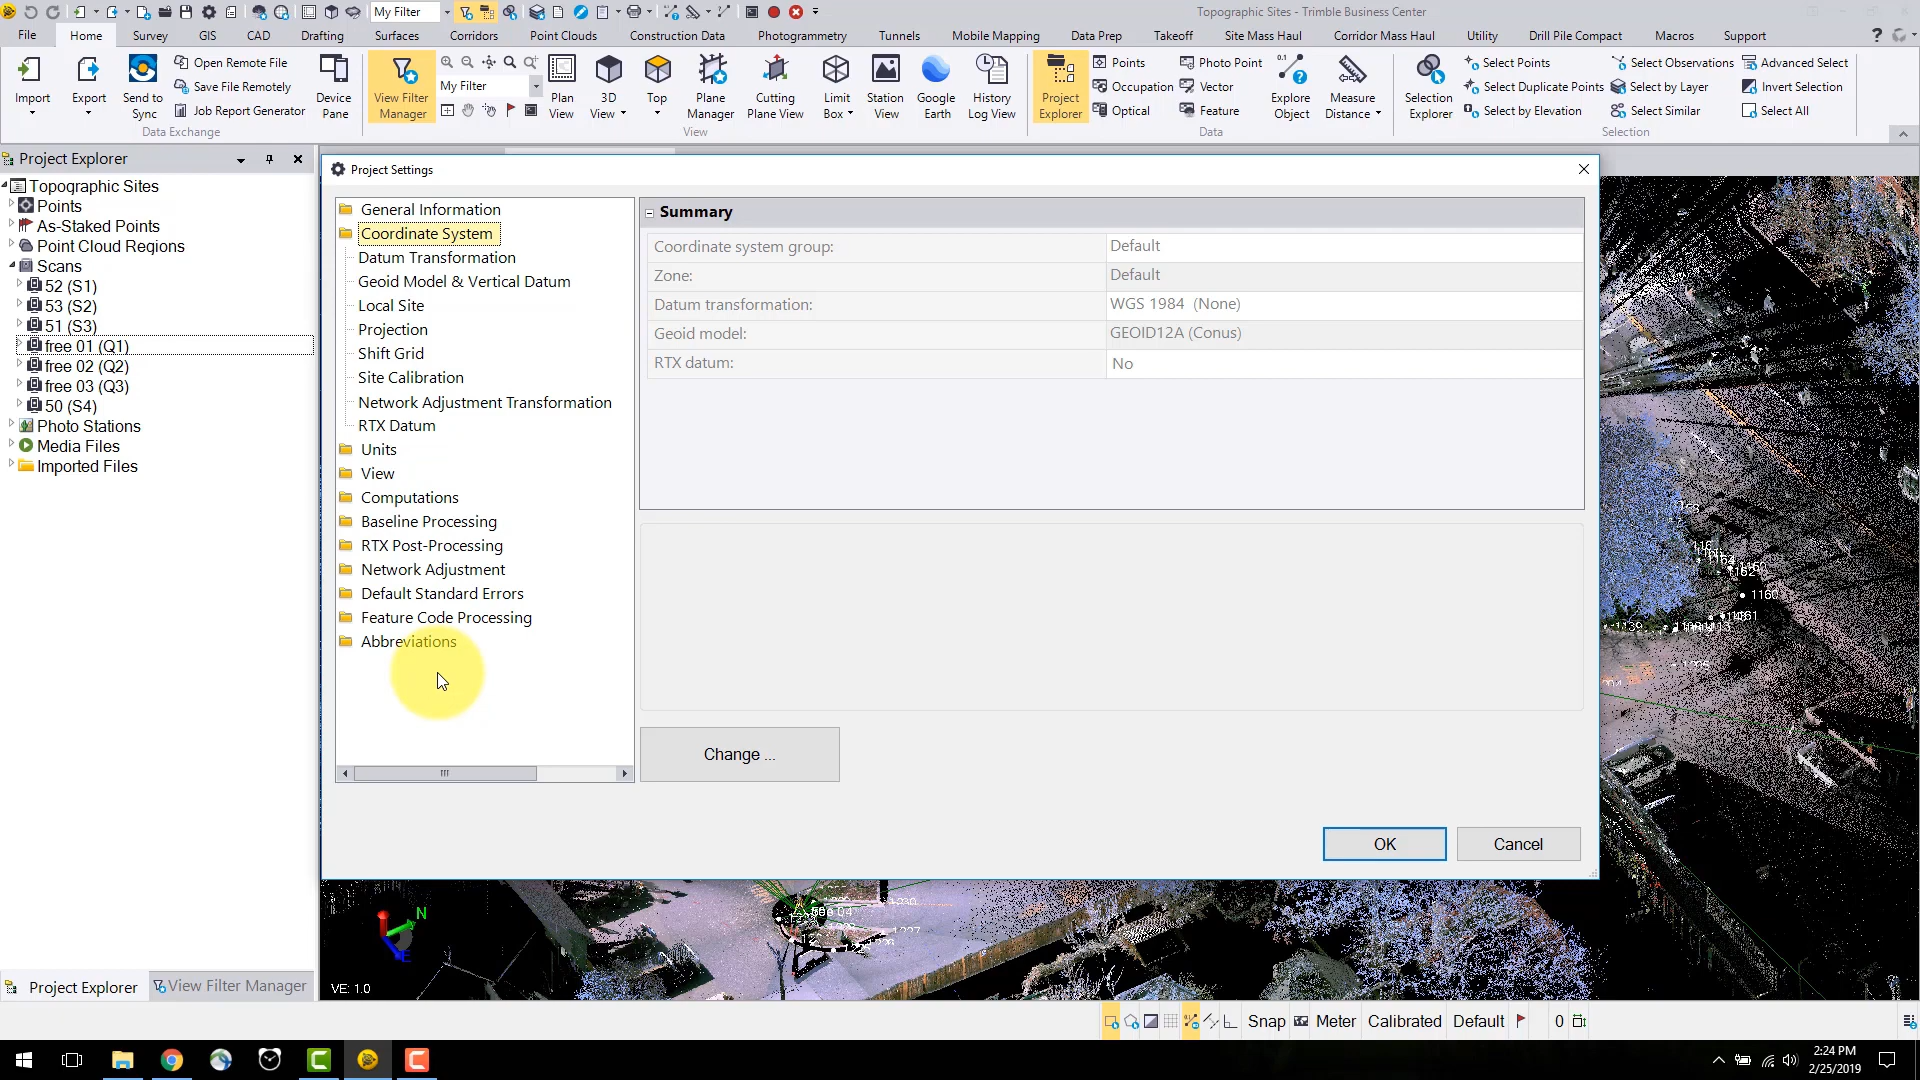 My Filter
Topographic Sites - Trimble Business Center
File Home Survey GIS CAD Drafting Surfaces Corridors Point Clouds Construction Data Photogrammetry Tunnels Mobile Mapping Data Prep Takeoff Site Mass Haul Corridor Mass Haul Utility Drill Pile Compact Macros Support
Import
Export
Send to Sync
Open Remote File
Save File Remotely
Job Report Generator
Data Exchange
Device Pane
View Filter Manager
My Filter
Plan View
3D View
Top
Plane Manager
Cutting Plane View
Limit Box
Station View
Google Earth
History Log View
View
Project Explorer
Points
Occupation
Optical
Photo Point
Vector
Feature
Explore Object
Measure Distance
Data
Selection Explorer
Select Points
Select Duplicate Points
Select by Elevation
Select Observations
Select by Layer
Select Similar
Advanced Select
Invert Selection
Select All
Selection
Project Explorer
Topographic Sites
Points
As-Staked Points
Point Cloud Regions
Scans
52 (S1)
53 (S2)
51 (S3)
free 01 (Q1)
free 02 (Q2)
free 03 (Q3)
50 (S4)
Photo Stations
Media Files
Imported Files
Project Settings
General Information
Coordinate System
Datum Transformation
Geoid Model & Vertical Datum
Local Site
Projection
Shift Grid
Site Calibration
Network Adjustment Transformation
RTX Datum
Units
View
Computations
Baseline Processing
RTX Post-Processing
Network Adjustment
Default Standard Errors
Feature Code Processing
Abbreviations
Summary
Coordinate system group: Default
Zone: Default
Datum transformation: WGS 1984 (None)
Geoid model: GEOID12A (Conus)
RTX datum: No
Change ...
OK Cancel
1160
N
E
VE: 1.0
Project Explorer View Filter Manager
Snap Meter Calibrated Default 0
2:24 PM
2/25/2019